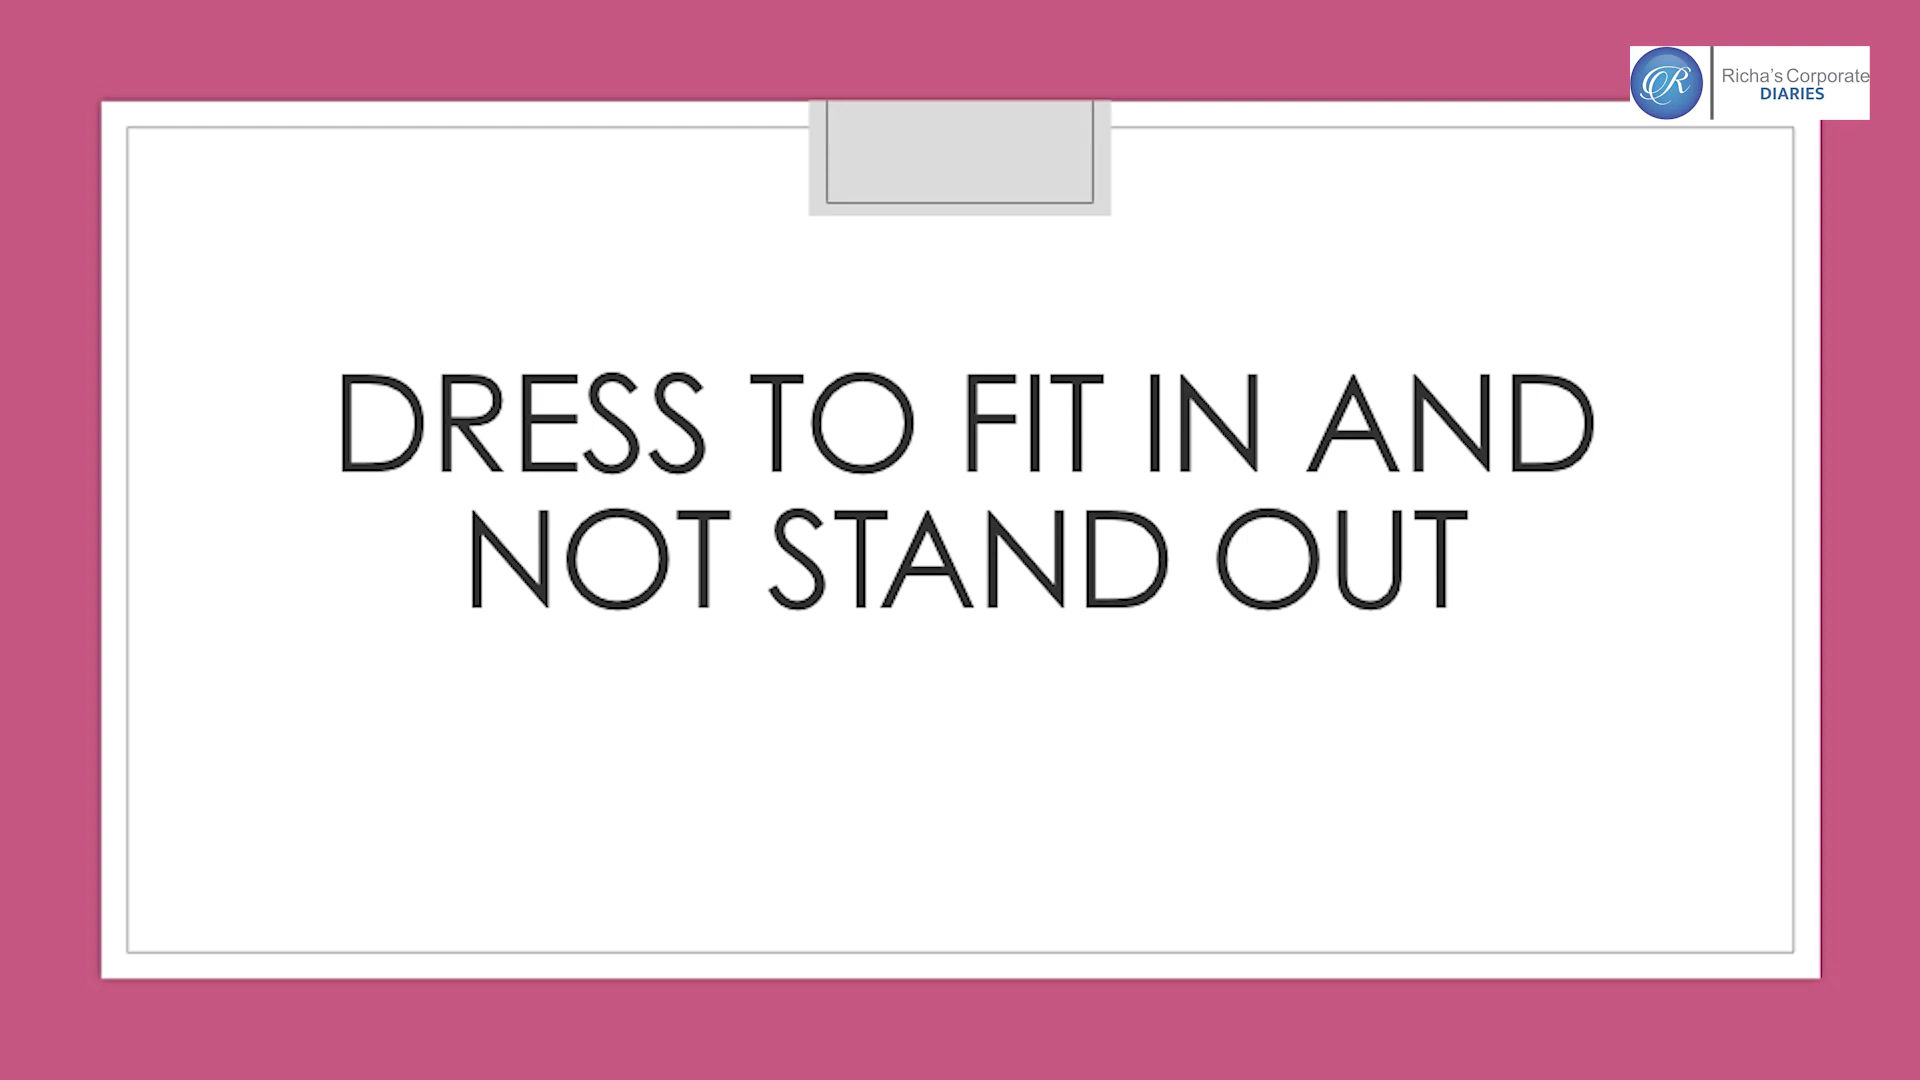 Richa's Corporate
DIARIES
DRESS TO FIT IN AND
NOT STAND OUT